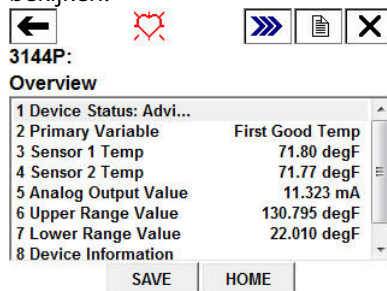 3144P:
Overview
1 Device Status: Advi...
2 Primary Variable First Good Temp
3 Sensor 1 Temp 71.80 degF
4 Sensor 2 Temp 71.77 degF
5 Analog Output Value 11.323 mA
6 Upper Range Value 130.795 degF
7 Lower Range Value 22.010 degF
8 Device Information
SAVE HOME